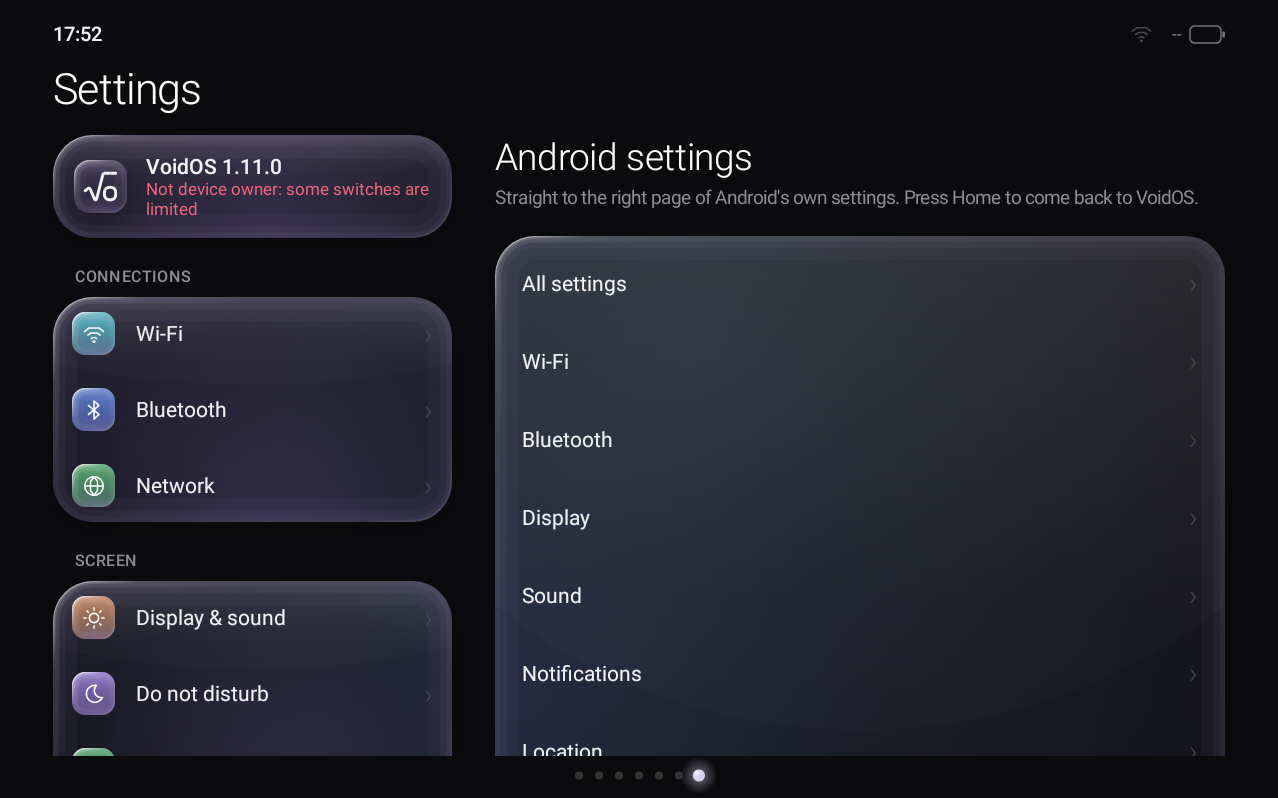 17:52
--
Settings
VoidOS 1.11.0
Not device owner: some switches are
limited
CONNECTIONS
Wi-Fi
Bluetooth
Network
SCREEN
Display & sound
Do not disturb
Android settings
Straight to the right page of Android's own settings. Press Home to come back to VoidOS.
All settings
Wi-Fi
Bluetooth
Display
Sound
Notifications
Location